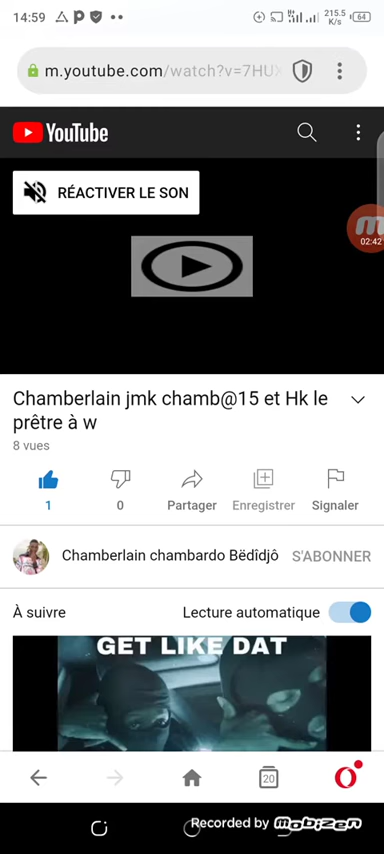 14:59
215.5
K/s
64
m.youtube.com/watch?v=7HUX
YouTube
RÉACTIVER LE SON
02:42
Chamberlain jmk chamb@15 et Hk le
prêtre à w
8 vues
1
0
Partager
Enregistrer
Signaler
Chamberlain chambardo Bëdîdjô
S'ABONNER
À suivre
Lecture automatique
GET LIKE DAT
20
Recorded by mobizen